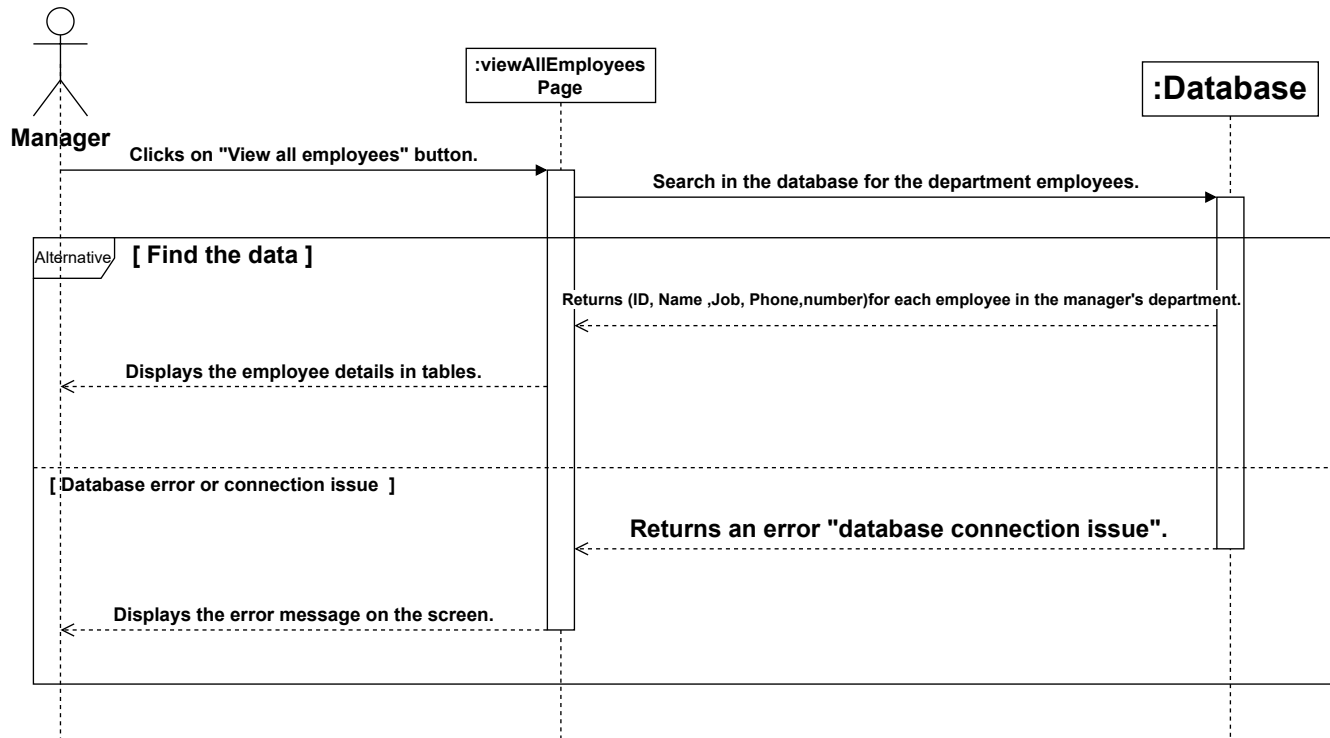 :viewAllEmployees
Page
:Database
Manager
Clicks on "View all employees" button.
Search in the database for the department employees.
Alternative
[ Find the data ]
Returns (ID, Name ,Job, Phone,number)for each employee in the manager's department.
Displays the employee details in tables.
[ Database error or connection issue  ]
Returns an error "database connection issue".
Displays the error message on the screen.